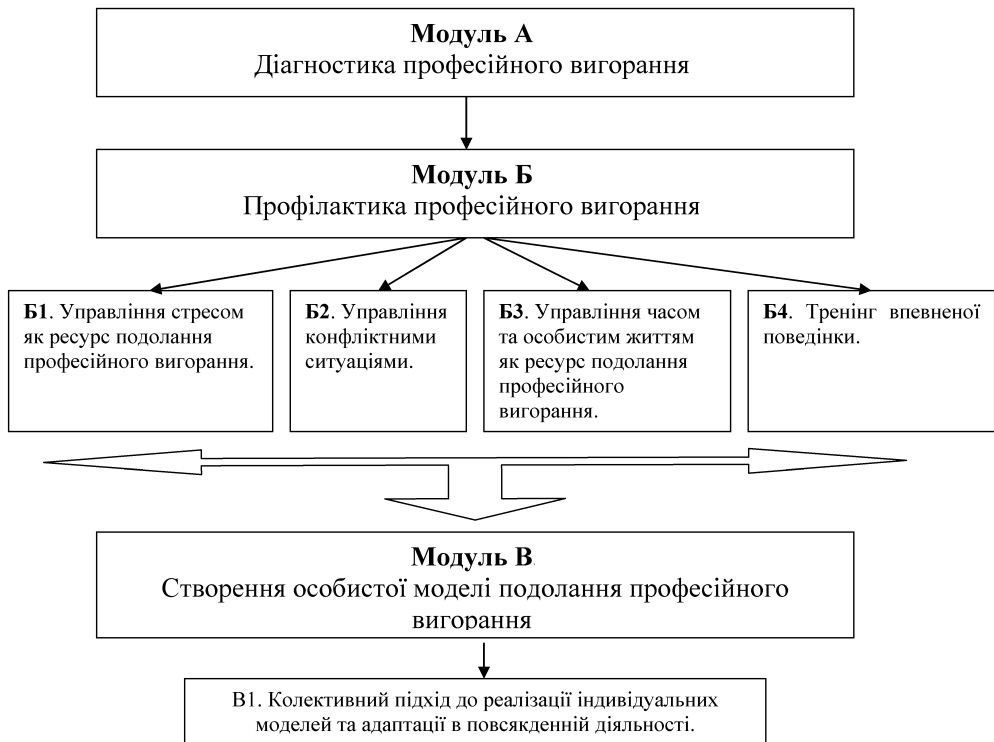 Модуль А
Діагностика професійного вигорання
Модуль Б
Профілактика професійного вигорання
Б1. Управління стресом
як ресурс подолання
професійного вигорання.
Б2. Управління
конфліктними
ситуаціями.
Б3. Управління часом
та особистим життям
як ресурс подолання
професійного
вигорання.
Б4. Тренінг впевненої
поведінки.
Модуль В
Створення особистої моделі подолання професійного
вигорання
В1. Колективний підхід до реалізації індивідуальних
моделей та адаптації в повсякденній діяльності.